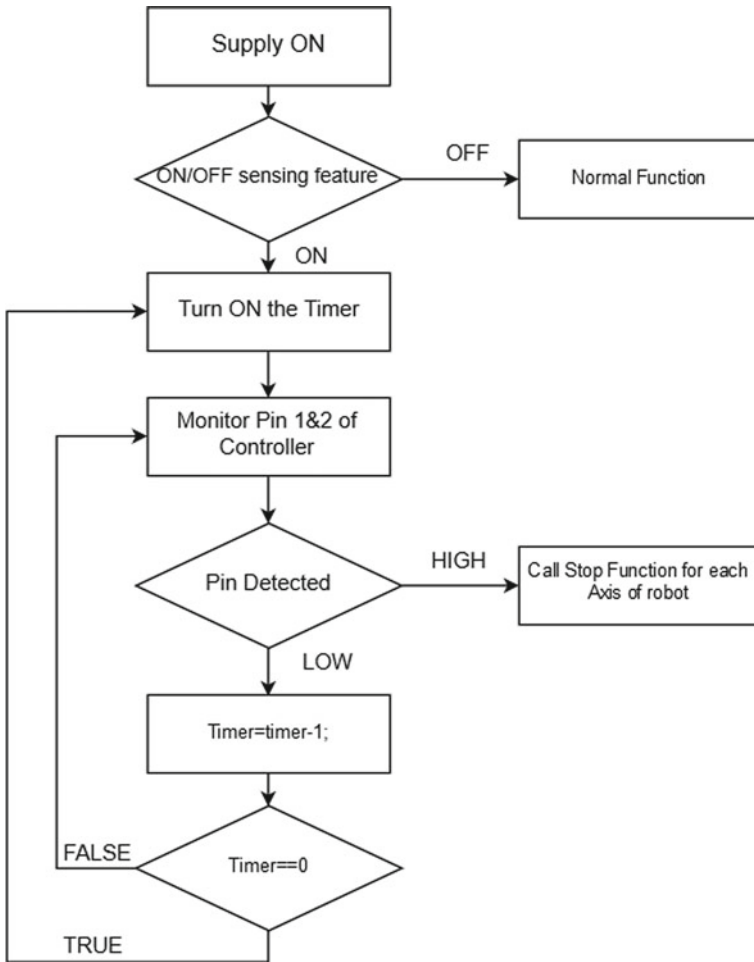 Supply ON
ON/OFF sensing feature
OFF
Normal Function
ON
Turn ON the Timer
Monitor Pin 1&2 of
Controller
Pin Detected
HIGH
Call Stop Function for each
Axis of robot
LOW
Timer=timer-1;
FALSE
Timer==0
TRUE